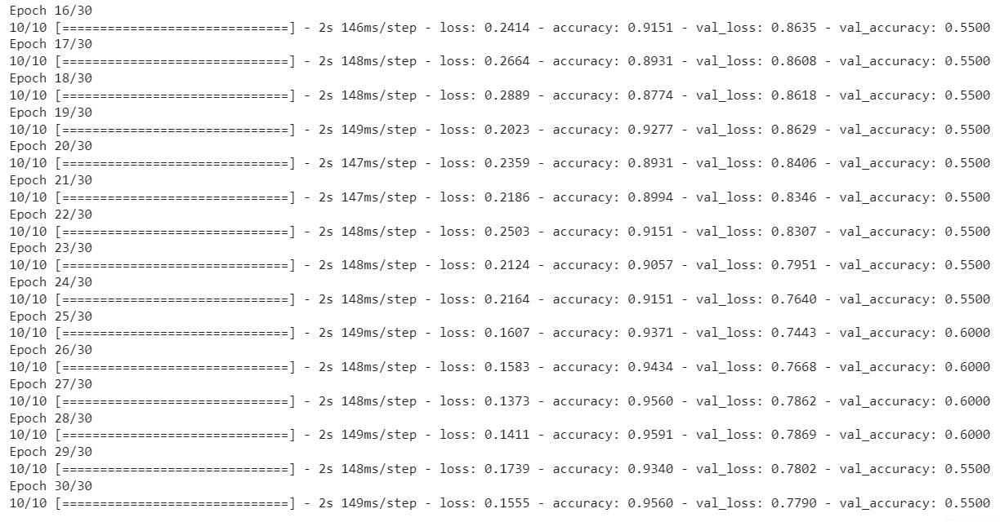 Epoch 16/30
10/10 [==============================] - 2s 146ms/step - loss: 0.2414 - accuracy: 0.9151 - val_loss: 0.8635 - val_accuracy: 0.5500
Epoch 17/30
10/10 [==============================] - 2s 148ms/step - loss: 0.2664 - accuracy: 0.8931 - val_loss: 0.8608 - val_accuracy: 0.5500
Epoch 18/30
10/10 [==============================] - 2s 148ms/step - loss: 0.2889 - accuracy: 0.8774 - val_loss: 0.8618 - val_accuracy: 0.5500
Epoch 19/30
10/10 [==============================] - 2s 149ms/step - loss: 0.2023 - accuracy: 0.9277 - val_loss: 0.8629 - val_accuracy: 0.5500
Epoch 20/30
10/10 [==============================] - 2s 147ms/step - loss: 0.2359 - accuracy: 0.8931 - val_loss: 0.8406 - val_accuracy: 0.5500
Epoch 21/30
10/10 [==============================] - 2s 147ms/step - loss: 0.2186 - accuracy: 0.8994 - val_loss: 0.8346 - val_accuracy: 0.5500
Epoch 22/30
10/10 [==============================] - 2s 148ms/step - loss: 0.2503 - accuracy: 0.9151 - val_loss: 0.8307 - val_accuracy: 0.5500
Epoch 23/30
10/10 [==============================] - 2s 148ms/step - loss: 0.2124 - accuracy: 0.9057 - val_loss: 0.7951 - val_accuracy: 0.5500
Epoch 24/30
10/10 [==============================] - 2s 148ms/step - loss: 0.2164 - accuracy: 0.9151 - val_loss: 0.7640 - val_accuracy: 0.5500
Epoch 25/30
10/10 [==============================] - 2s 149ms/step - loss: 0.1607 - accuracy: 0.9371 - val_loss: 0.7443 - val_accuracy: 0.6000
Epoch 26/30
10/10 [==============================] - 2s 148ms/step - loss: 0.1583 - accuracy: 0.9434 - val_loss: 0.7668 - val_accuracy: 0.6000
Epoch 27/30
10/10 [==============================] - 2s 148ms/step - loss: 0.1373 - accuracy: 0.9560 - val_loss: 0.7862 - val_accuracy: 0.6000
Epoch 28/30
10/10 [==============================] - 2s 149ms/step - loss: 0.1411 - accuracy: 0.9591 - val_loss: 0.7869 - val_accuracy: 0.6000
Epoch 29/30
10/10 [==============================] - 2s 148ms/step - loss: 0.1739 - accuracy: 0.9340 - val_loss: 0.7802 - val_accuracy: 0.5500
Epoch 30/30
10/10 [==============================] - 2s 149ms/step - loss: 0.1555 - accuracy: 0.9560 - val_loss: 0.7790 - val_accuracy: 0.5500